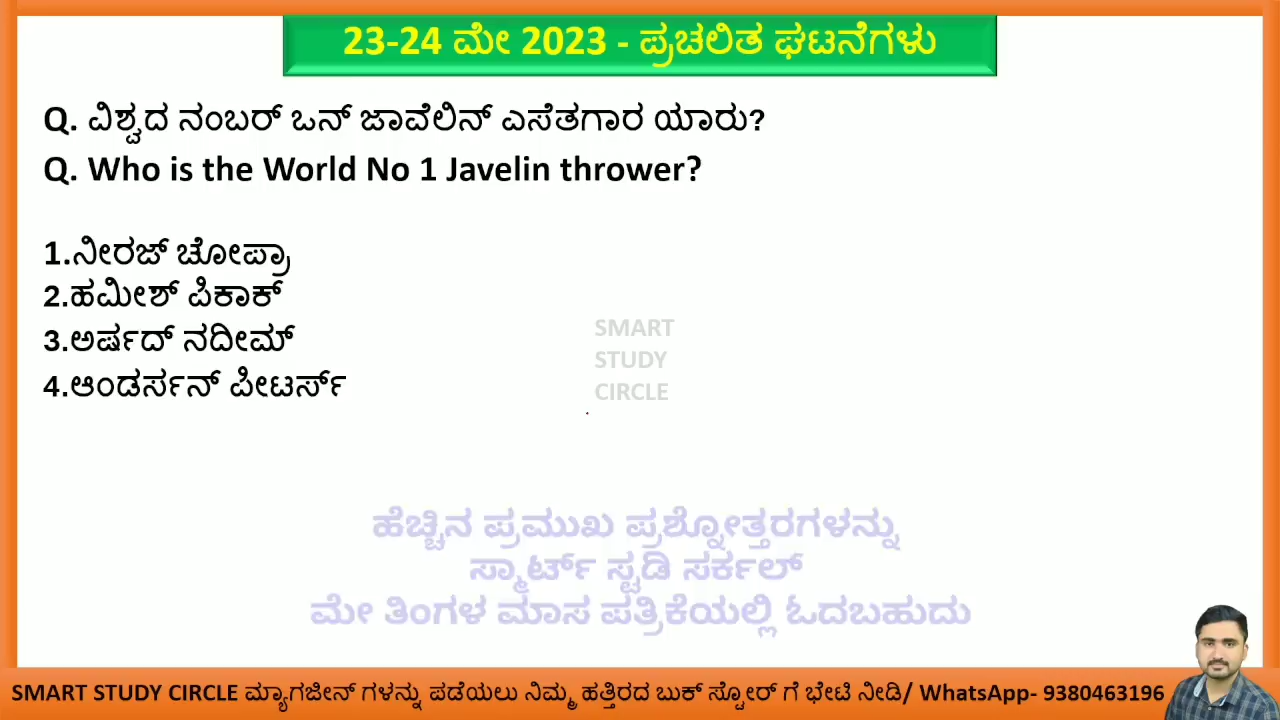 23-24 ಮೇ 2023 - ಪ್ರಚಲಿತ ಘಟನೆಗಳು
Q. ವಿಶ್ವದ ನಂಬರ್ ಒನ್ ಜಾವೆಲಿನ್ ಎಸೆತಗಾರ ಯಾರು?
Q. Who is the World No 1 Javelin thrower?
1.ನೀರಜ್ ಚೋಪ್ರಾ
2.ಹಮೀಶ್ ಪಿಕಾಕ್
3.ಅರ್ಷದ್ ನದೀಮ್
4.ಆಂಡರ್ಸನ್ ಪೀಟರ್ಸ್
SMART
STUDY
CIRCLE
ಹೆಚ್ಚಿನ ಪ್ರಮುಖ ಪ್ರಶ್ನೋತ್ತರಗಳನ್ನು
ಸ್ಮಾರ್ಟ್ ಸ್ಟಡಿ ಸರ್ಕಲ್
ಮೇ ತಿಂಗಳ ಮಾಸ ಪತ್ರಿಕೆಯಲ್ಲಿ ಓದಬಹುದು
SMART STUDY CIRCLE ಮ್ಯಾಗಜೀನ್ ಗಳನ್ನು ಪಡೆಯಲು ನಿಮ್ಮ ಹತ್ತಿರದ ಬುಕ್ ಸ್ಟೋರ್ ಗೆ ಭೇಟಿ ನೀಡಿ/ WhatsApp- 9380463196